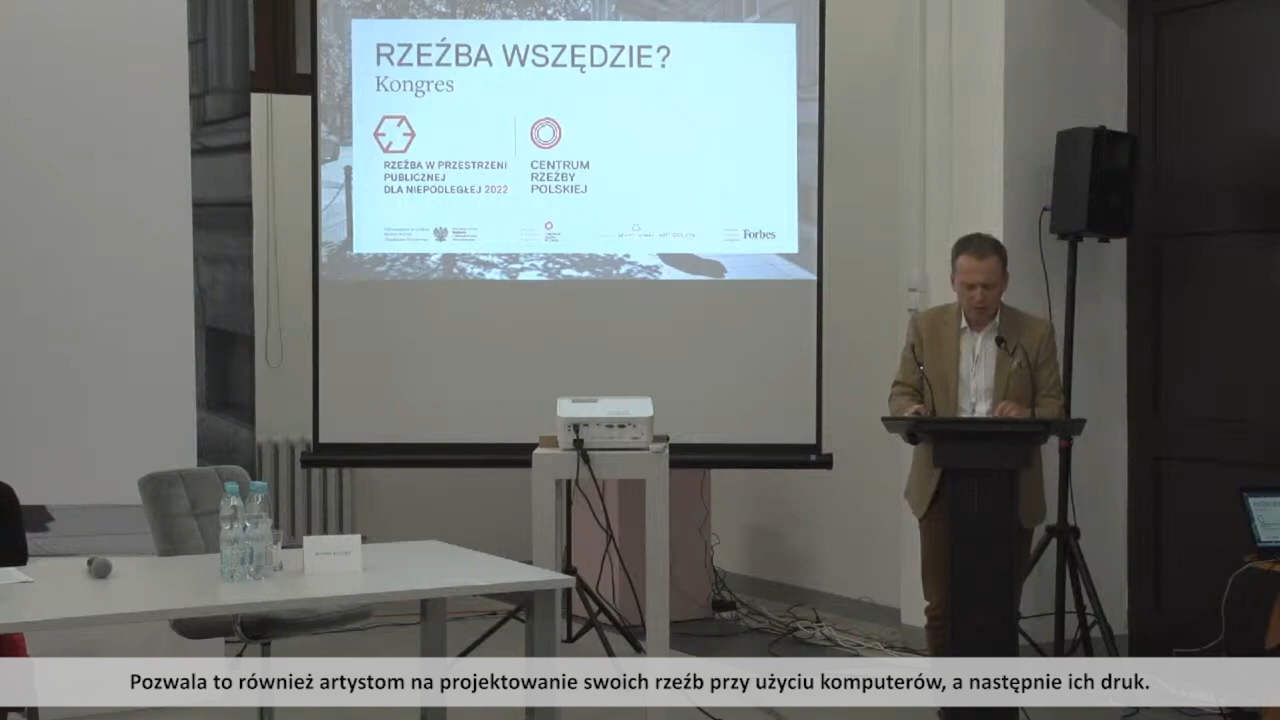 RZEŹBA WSZĘDZIE?
Kongres
RZEŹBA W PRZESTRZENI
PUBLICZNEJ
DLA NIEPODLEGŁEJ 2022
CENTRUM
RZEŹBY
POLSKIEJ
Forbes
Pozwala to również artystom na projektowanie swoich rzeźb przy użyciu komputerów, a następnie ich druk.